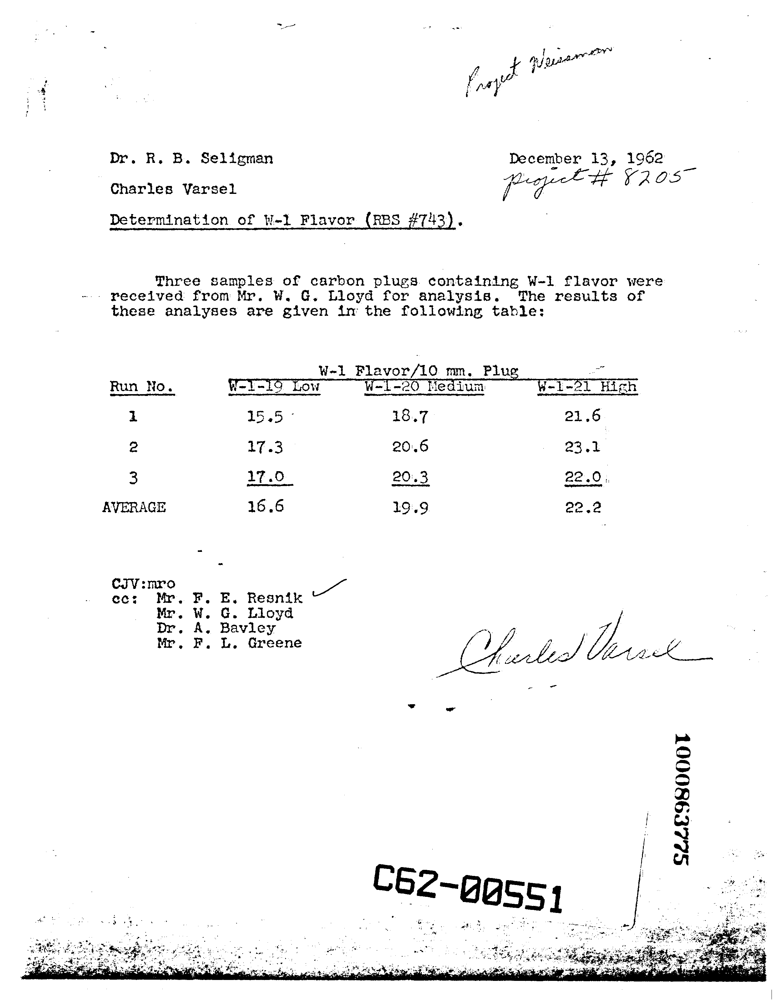 Project Weissman
Dr. R. B. Seligman December 13, 1962
project # 8205
Charles Varsel
Determination of W-1 Flavor (RBS #743).
Three samples of carbon plugs containing W-1 flavor were
received from Mr. W. G. Lloyd for analysis. The results of
these analyses are given in the following table:
W-1 Flavor/10 mm. Plug
Run No. W-1-19 Low W-1-20 Medium W-1-21 High
1 15.5 18.7 21.6
2 17.3 20.6 23.1
3 17.0 20.3 22.0
AVERAGE 16.6 19.9 22.2
CJV:mro
cc: Mr. F. E. Resnik
Mr. W. G. Lloyd
Dr. A. Bavley
Mr. F. L. Greene
Charles Varsel
1000863775
C62-00551